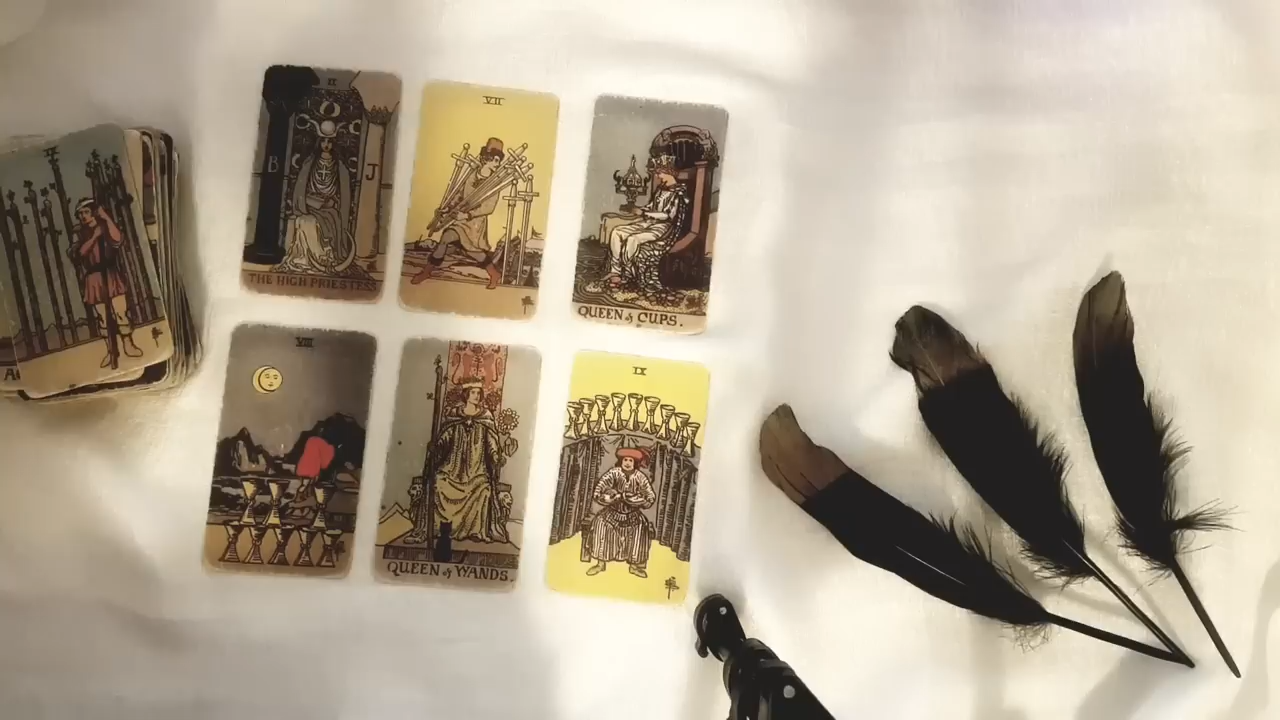 II
B
J
THE HIGH PRIESTESS
VII
QUEEN of CUPS.
VIII
QUEEN of WANDS.
IX